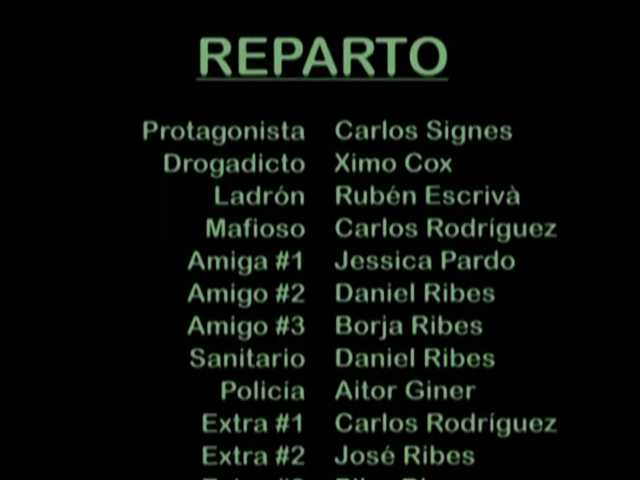 REPARTO
Protagonista Carlos Signes
Drogadicto Ximo Cox
Ladrón Rubén Escrivà
Mafioso Carlos Rodríguez
Amiga #1 Jessica Pardo
Amigo #2 Daniel Ribes
Amigo #3 Borja Ribes
Sanitario Daniel Ribes
Policía Aitor Giner
Extra #1 Carlos Rodríguez
Extra #2 José Ribes